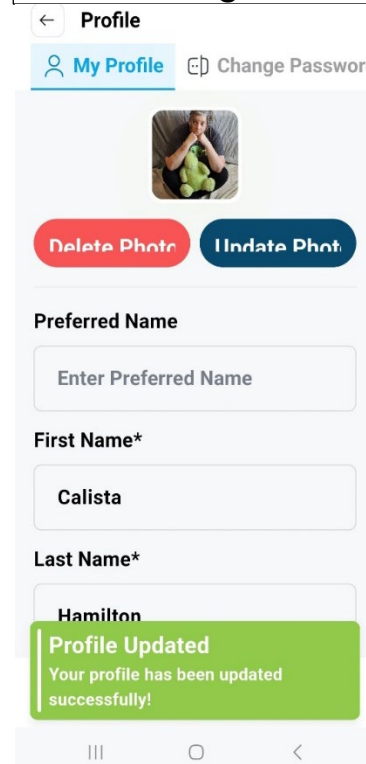 Profile
My Profile
Change Passwor
Delete Photo
Update Phot
Preferred Name
Enter Preferred Name
First Name*
Calista
Last Name*
Hamilton
Profile Updated
Your profile has been updated
successfully!